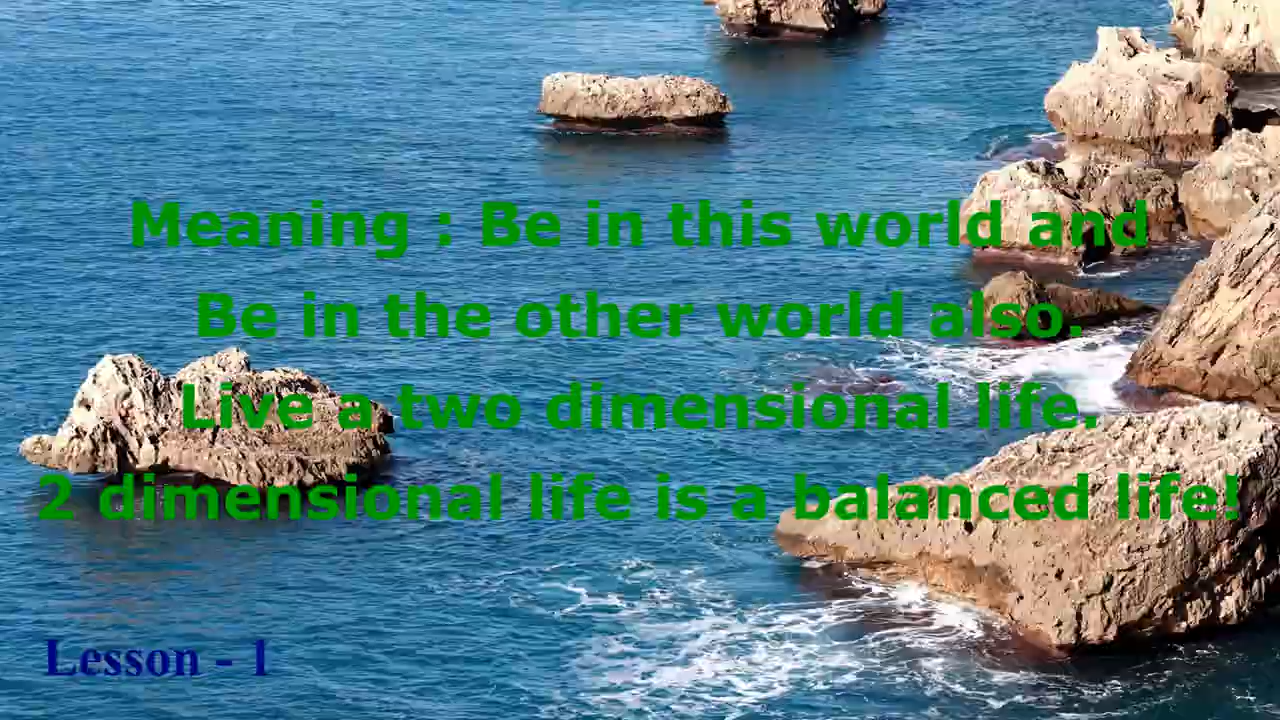 Meaning : Be in this world and
Be in the other world also.
Live a two dimensional life.
2 dimensional life is a balanced life!
Lesson - 1